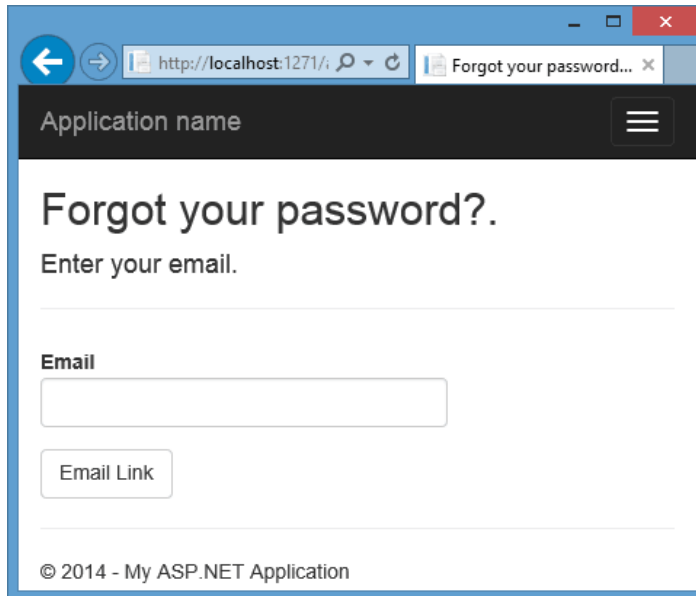 http://localhost:1271/
Forgot your password...
Application name
Forgot your password?.
Enter your email.
Email
Email Link
© 2014 - My ASP.NET Application